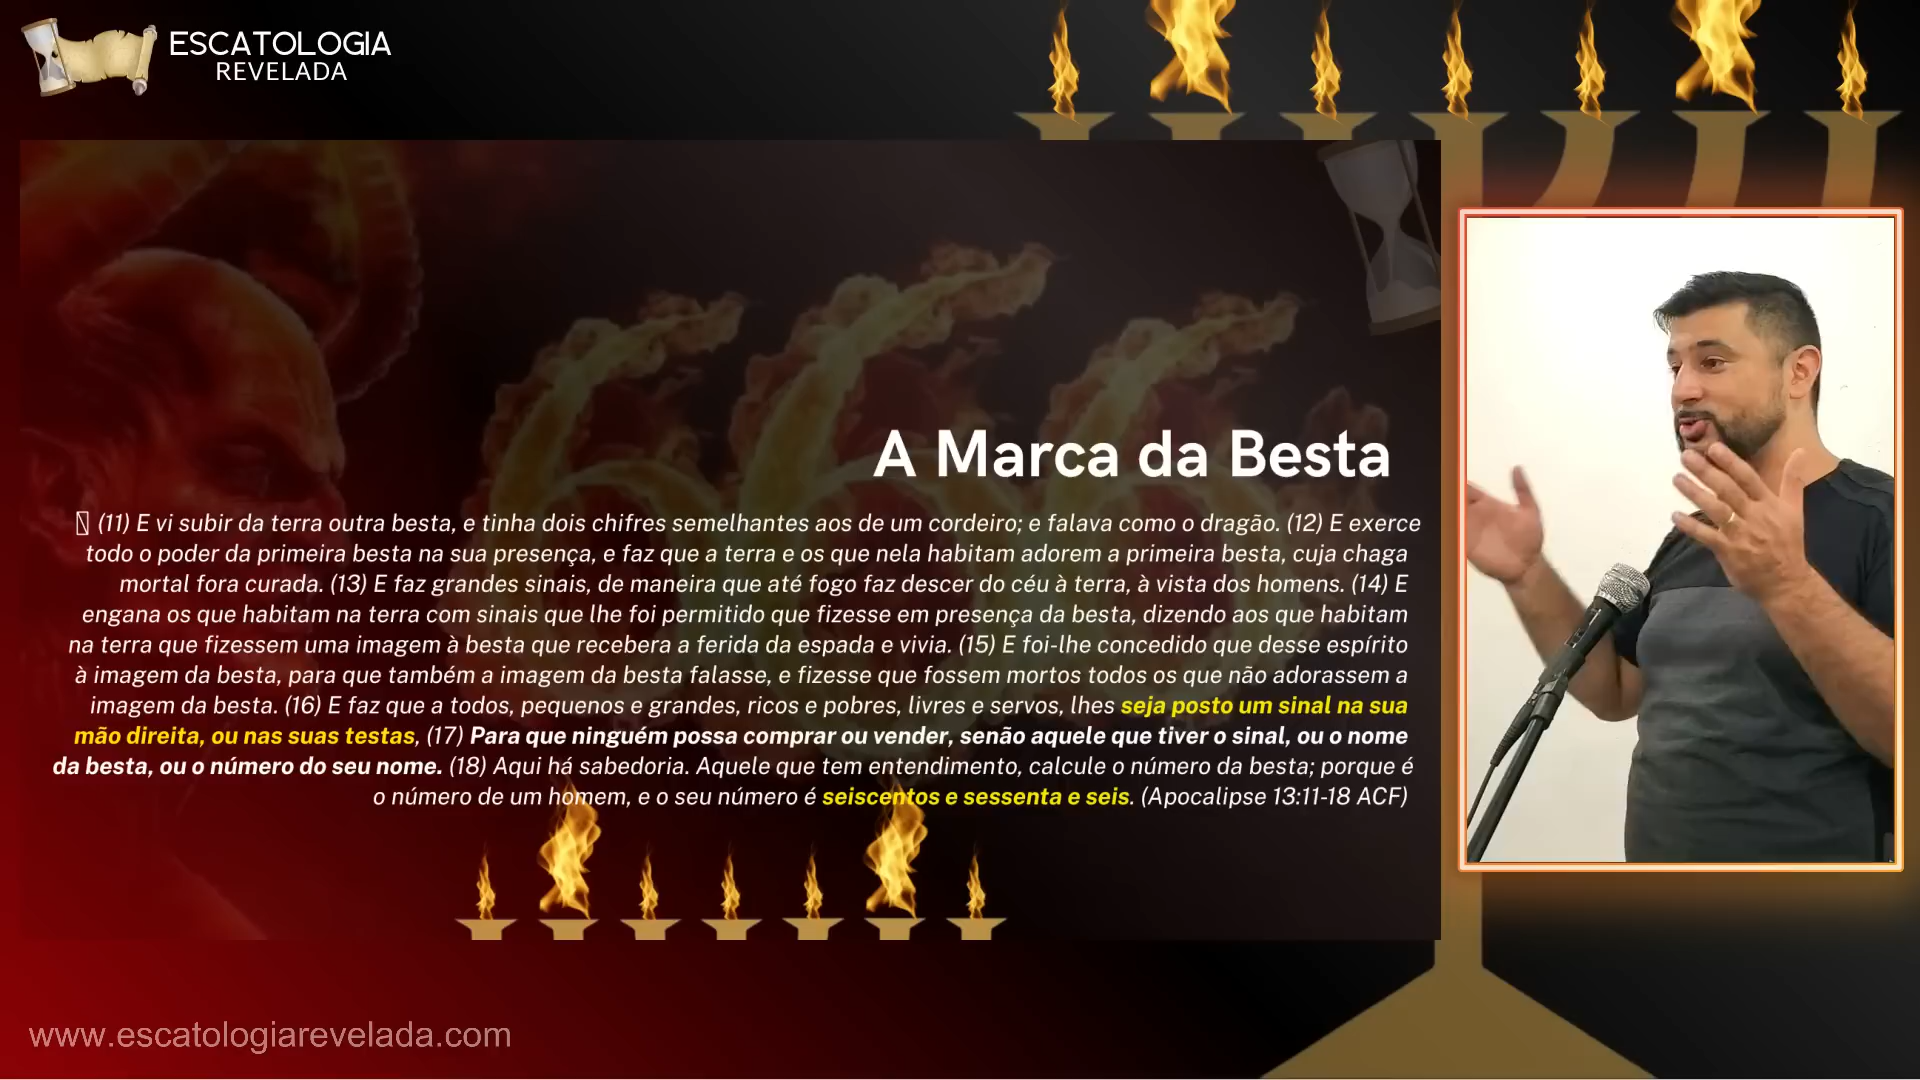 ESCATOLOGIA
REVELADA
A Marca da Besta
(11) E vi subir da terra outra besta, e tinha dois chifres semelhantes aos de um cordeiro; e falava como o dragão. (12) E exerce
todo o poder da primeira besta na sua presença, e faz que a terra e os que nela habitam adorem a primeira besta, cuja chaga
mortal fora curada. (13) E faz grandes sinais, de maneira que até fogo faz descer do céu à terra, à vista dos homens. (14) E
engana os que habitam na terra com sinais que lhe foi permitido que fizesse em presença da besta, dizendo aos que habitam
na terra que fizessem uma imagem à besta que recebera a ferida da espada e vivia. (15) E foi-lhe concedido que desse espírito
à imagem da besta, para que também a imagem da besta falasse, e fizesse que fossem mortos todos os que não adorassem a
imagem da besta. (16) E faz que a todos, pequenos e grandes, ricos e pobres, livres e servos, lhes seja posto um sinal na sua
mão direita, ou nas suas testas, (17) Para que ninguém possa comprar ou vender, senão aquele que tiver o sinal, ou o nome
da besta, ou o número do seu nome. (18) Aqui há sabedoria. Aquele que tem entendimento, calcule o número da besta; porque é
o número de um homem, e o seu número é seiscentos e sessenta e seis. (Apocalipse 13:11-18 ACF)
www.escatologiarevelada.com